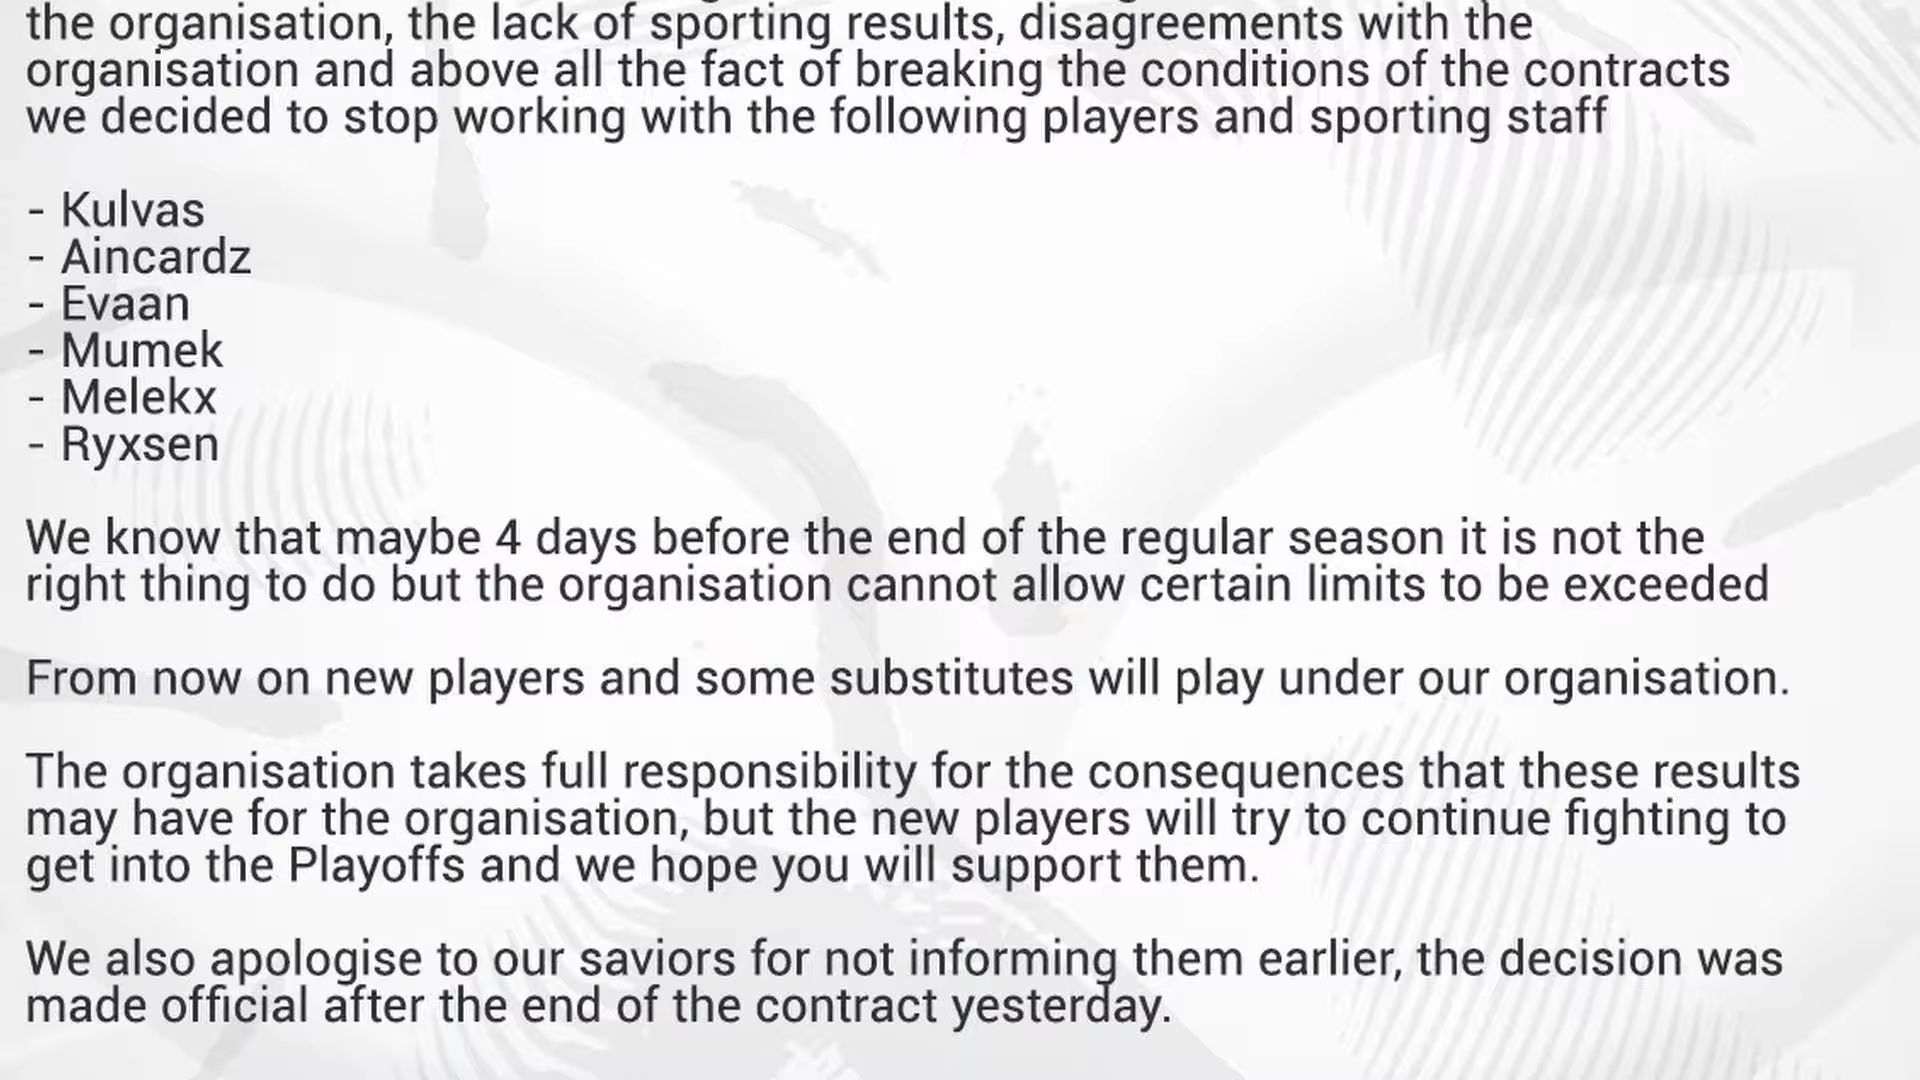 the organisation, the lack of sporting results, disagreements with the
organisation and above all the fact of breaking the conditions of the contracts
we decided to stop working with the following players and sporting staff
- Kulvas
- Aincardz
- Evaan
- Mumek
- Melekx
- Ryxsen
We know that maybe 4 days before the end of the regular season it is not the
right thing to do but the organisation cannot allow certain limits to be exceeded
From now on new players and some substitutes will play under our organisation.
The organisation takes full responsibility for the consequences that these results
may have for the organisation, but the new players will try to continue fighting to
get into the Playoffs and we hope you will support them.
We also apologise to our saviors for not informing them earlier, the decision was
made official after the end of the contract yesterday.